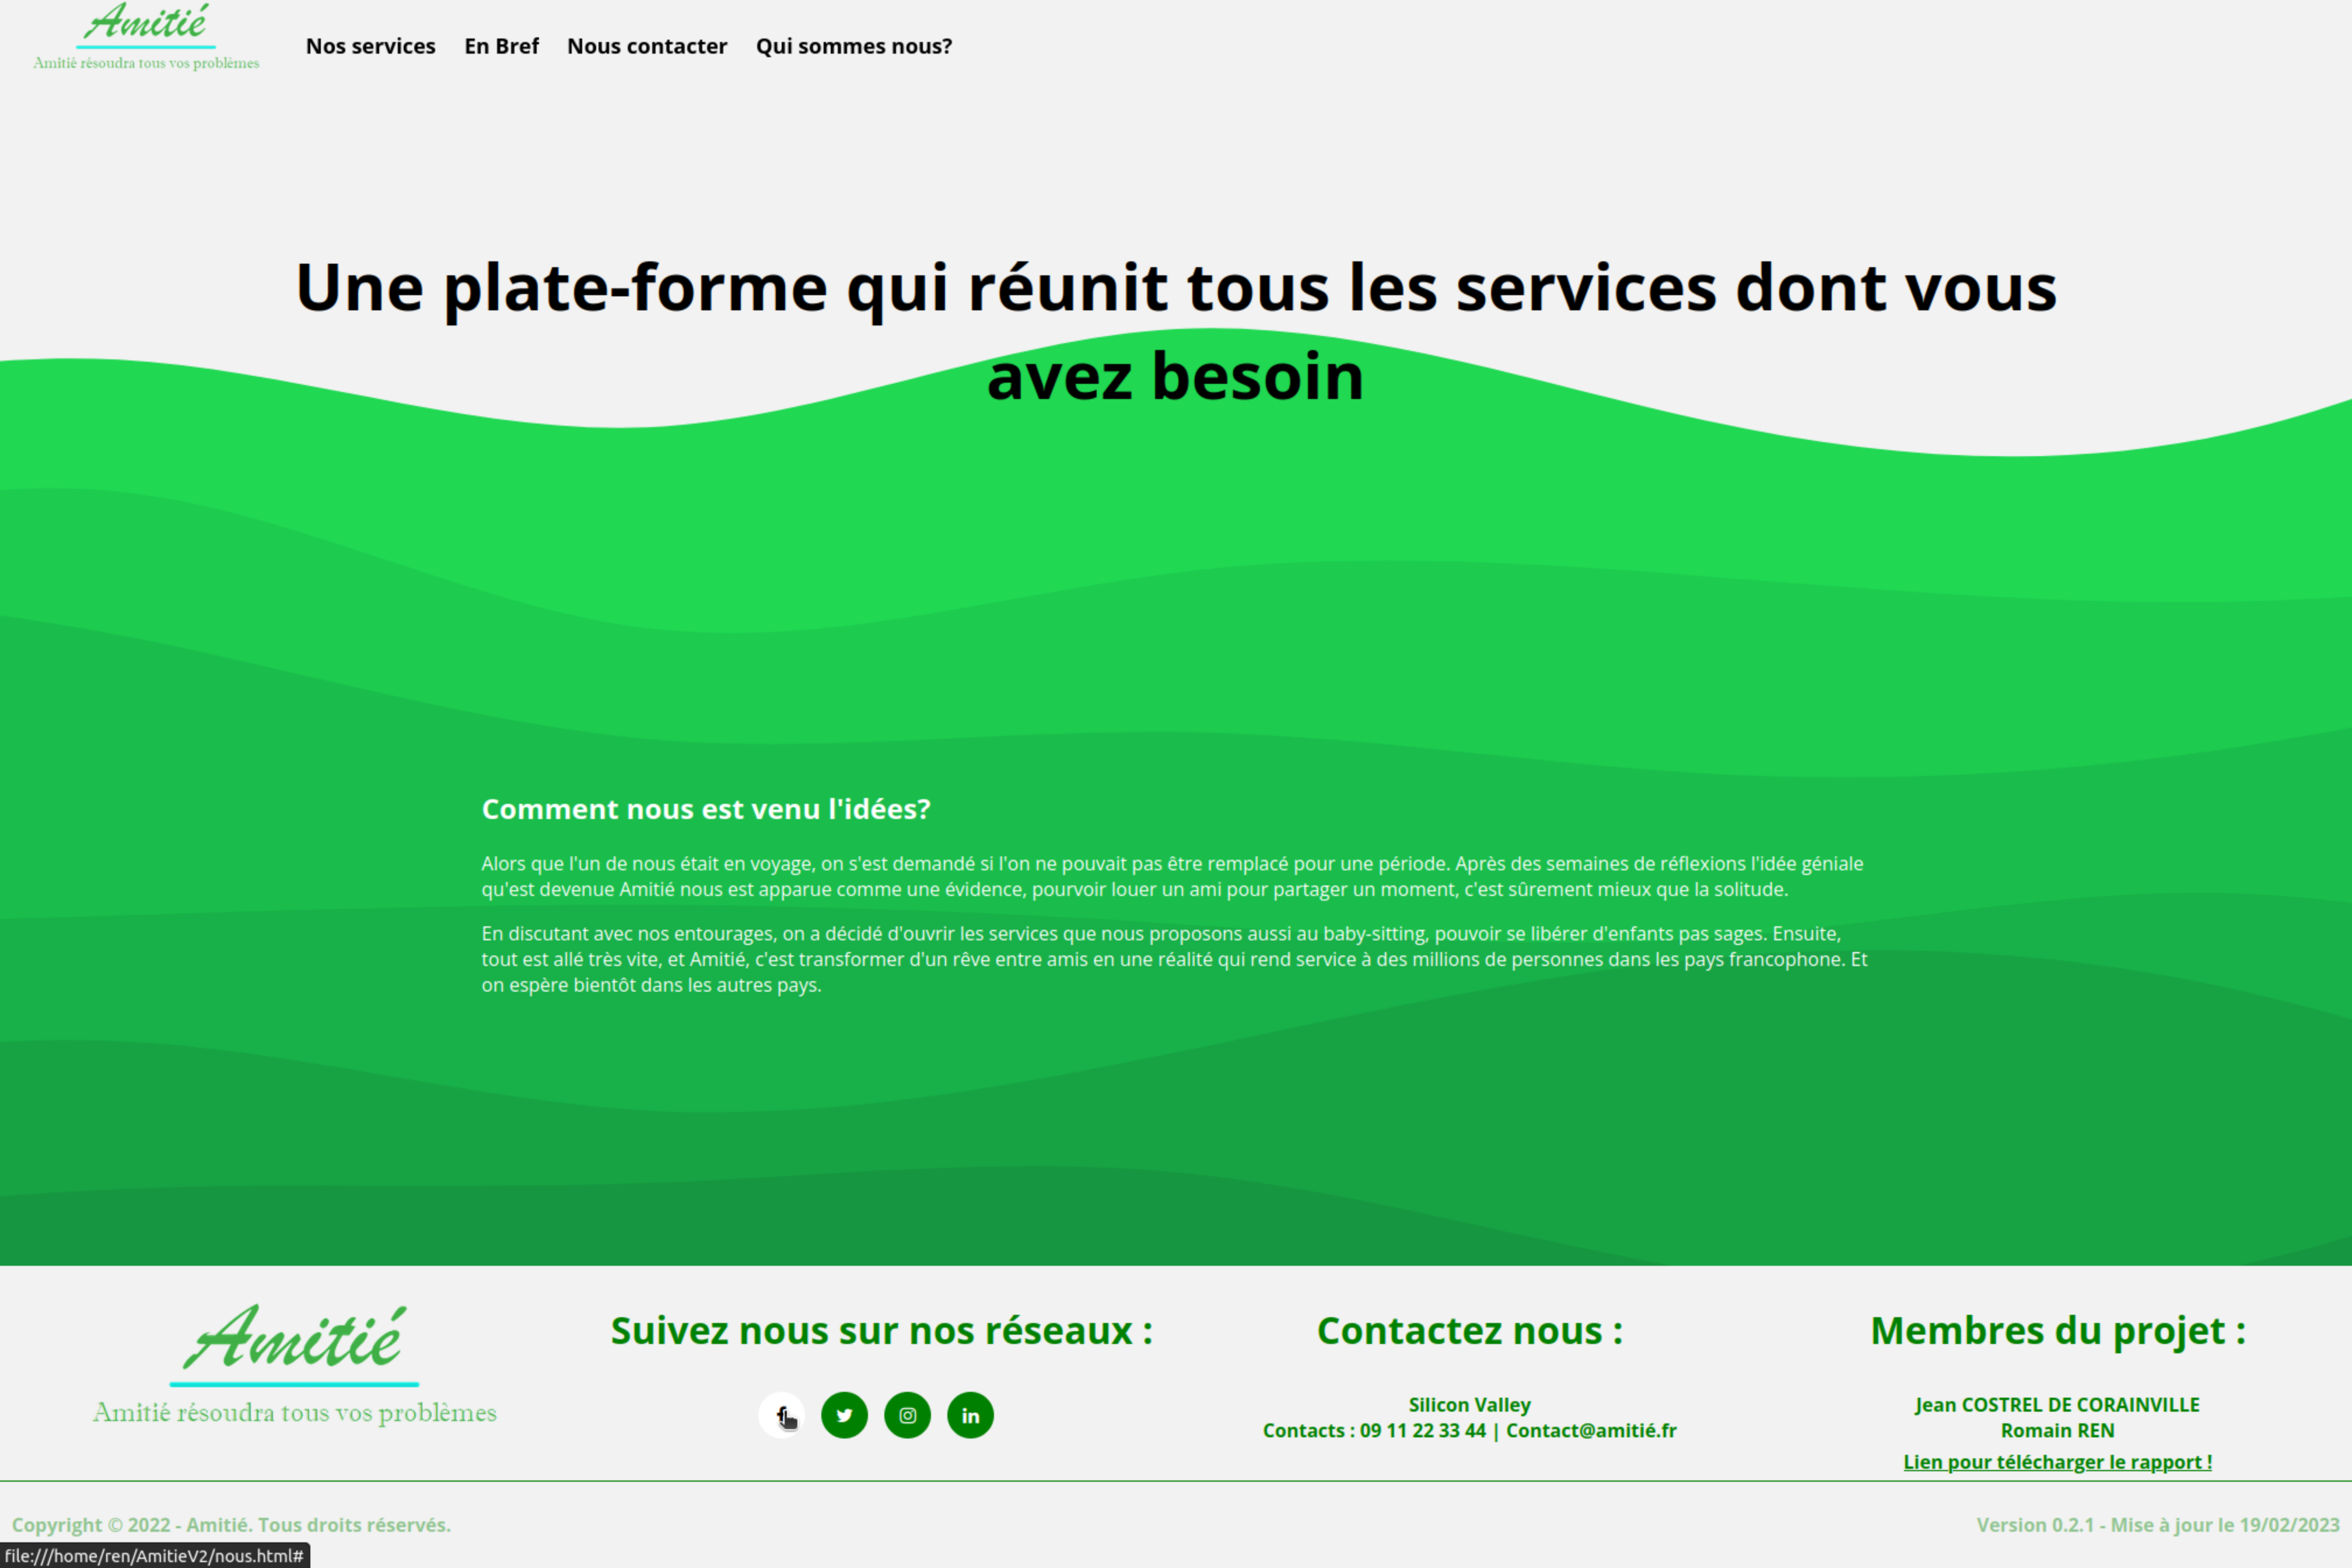 Amitié
Amitié résoudra tous vos problèmes
Nos services En Bref Nous contacter Qui sommes nous?
Une plate-forme qui réunit tous les services dont vous
avez besoin
Comment nous est venu l'idées?
Alors que l'un de nous était en voyage, on s'est demandé si l'on ne pouvait pas être remplacé pour une période. Après des semaines de réflexions l'idée géniale
qu'est devenue Amitié nous est apparue comme une évidence, pourvoir louer un ami pour partager un moment, c'est sûrement mieux que la solitude.
En discutant avec nos entourages, on a décidé d'ouvrir les services que nous proposons aussi au baby-sitting, pouvoir se libérer d'enfants pas sages. Ensuite,
tout est allé très vite, et Amitié, c'est transformer d'un rêve entre amis en une réalité qui rend service à des millions de personnes dans les pays francophone. Et
on espère bientôt dans les autres pays.
Amitié
Amitié résoudra tous vos problèmes
Suivez nous sur nos réseaux :
Contactez nous :
Silicon Valley
Contacts : 09 11 22 33 44 | Contact@amitié.fr
Membres du projet :
Jean COSTREL DE CORAINVILLE
Romain REN
Lien pour télécharger le rapport !
Copyright © 2022 - Amitié. Tous droits réservés.
Version 0.2.1 - Mise à jour le 19/02/2023
file:///home/ren/AmitieV2/nous.html#